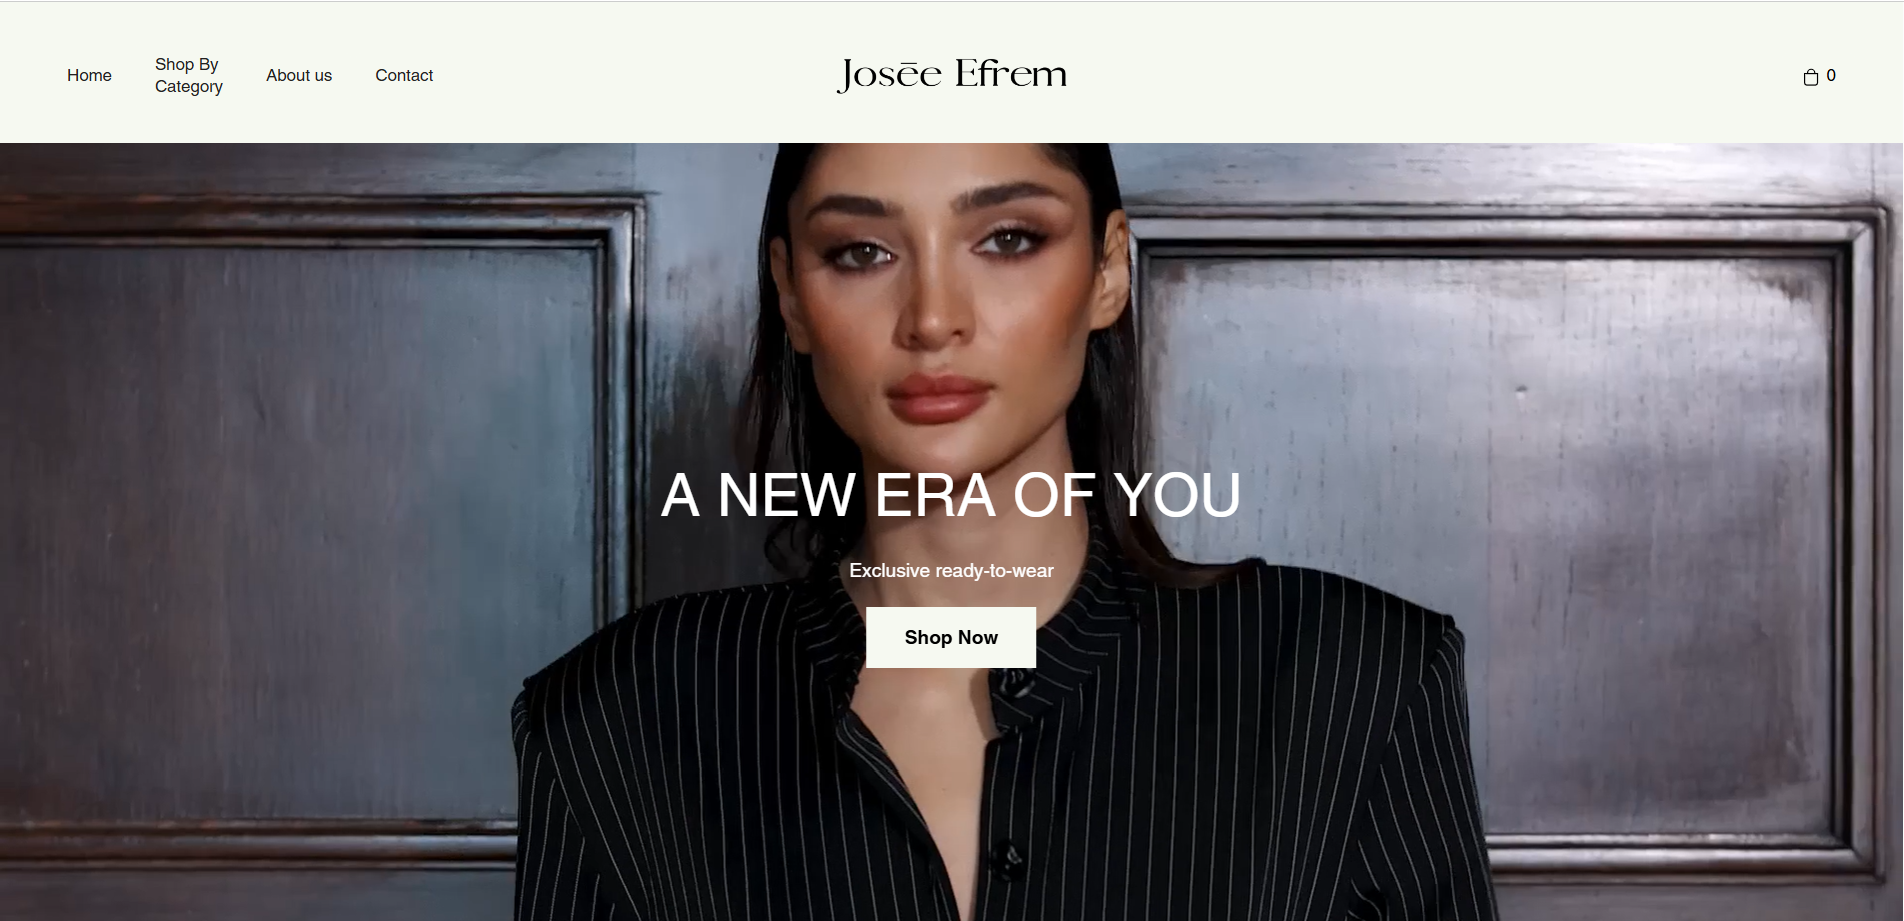 Home
Shop By
Category
About us
Contact
Josēe Efrem
0
A NEW ERA OF YOU
Exclusive ready-to-wear
Shop Now